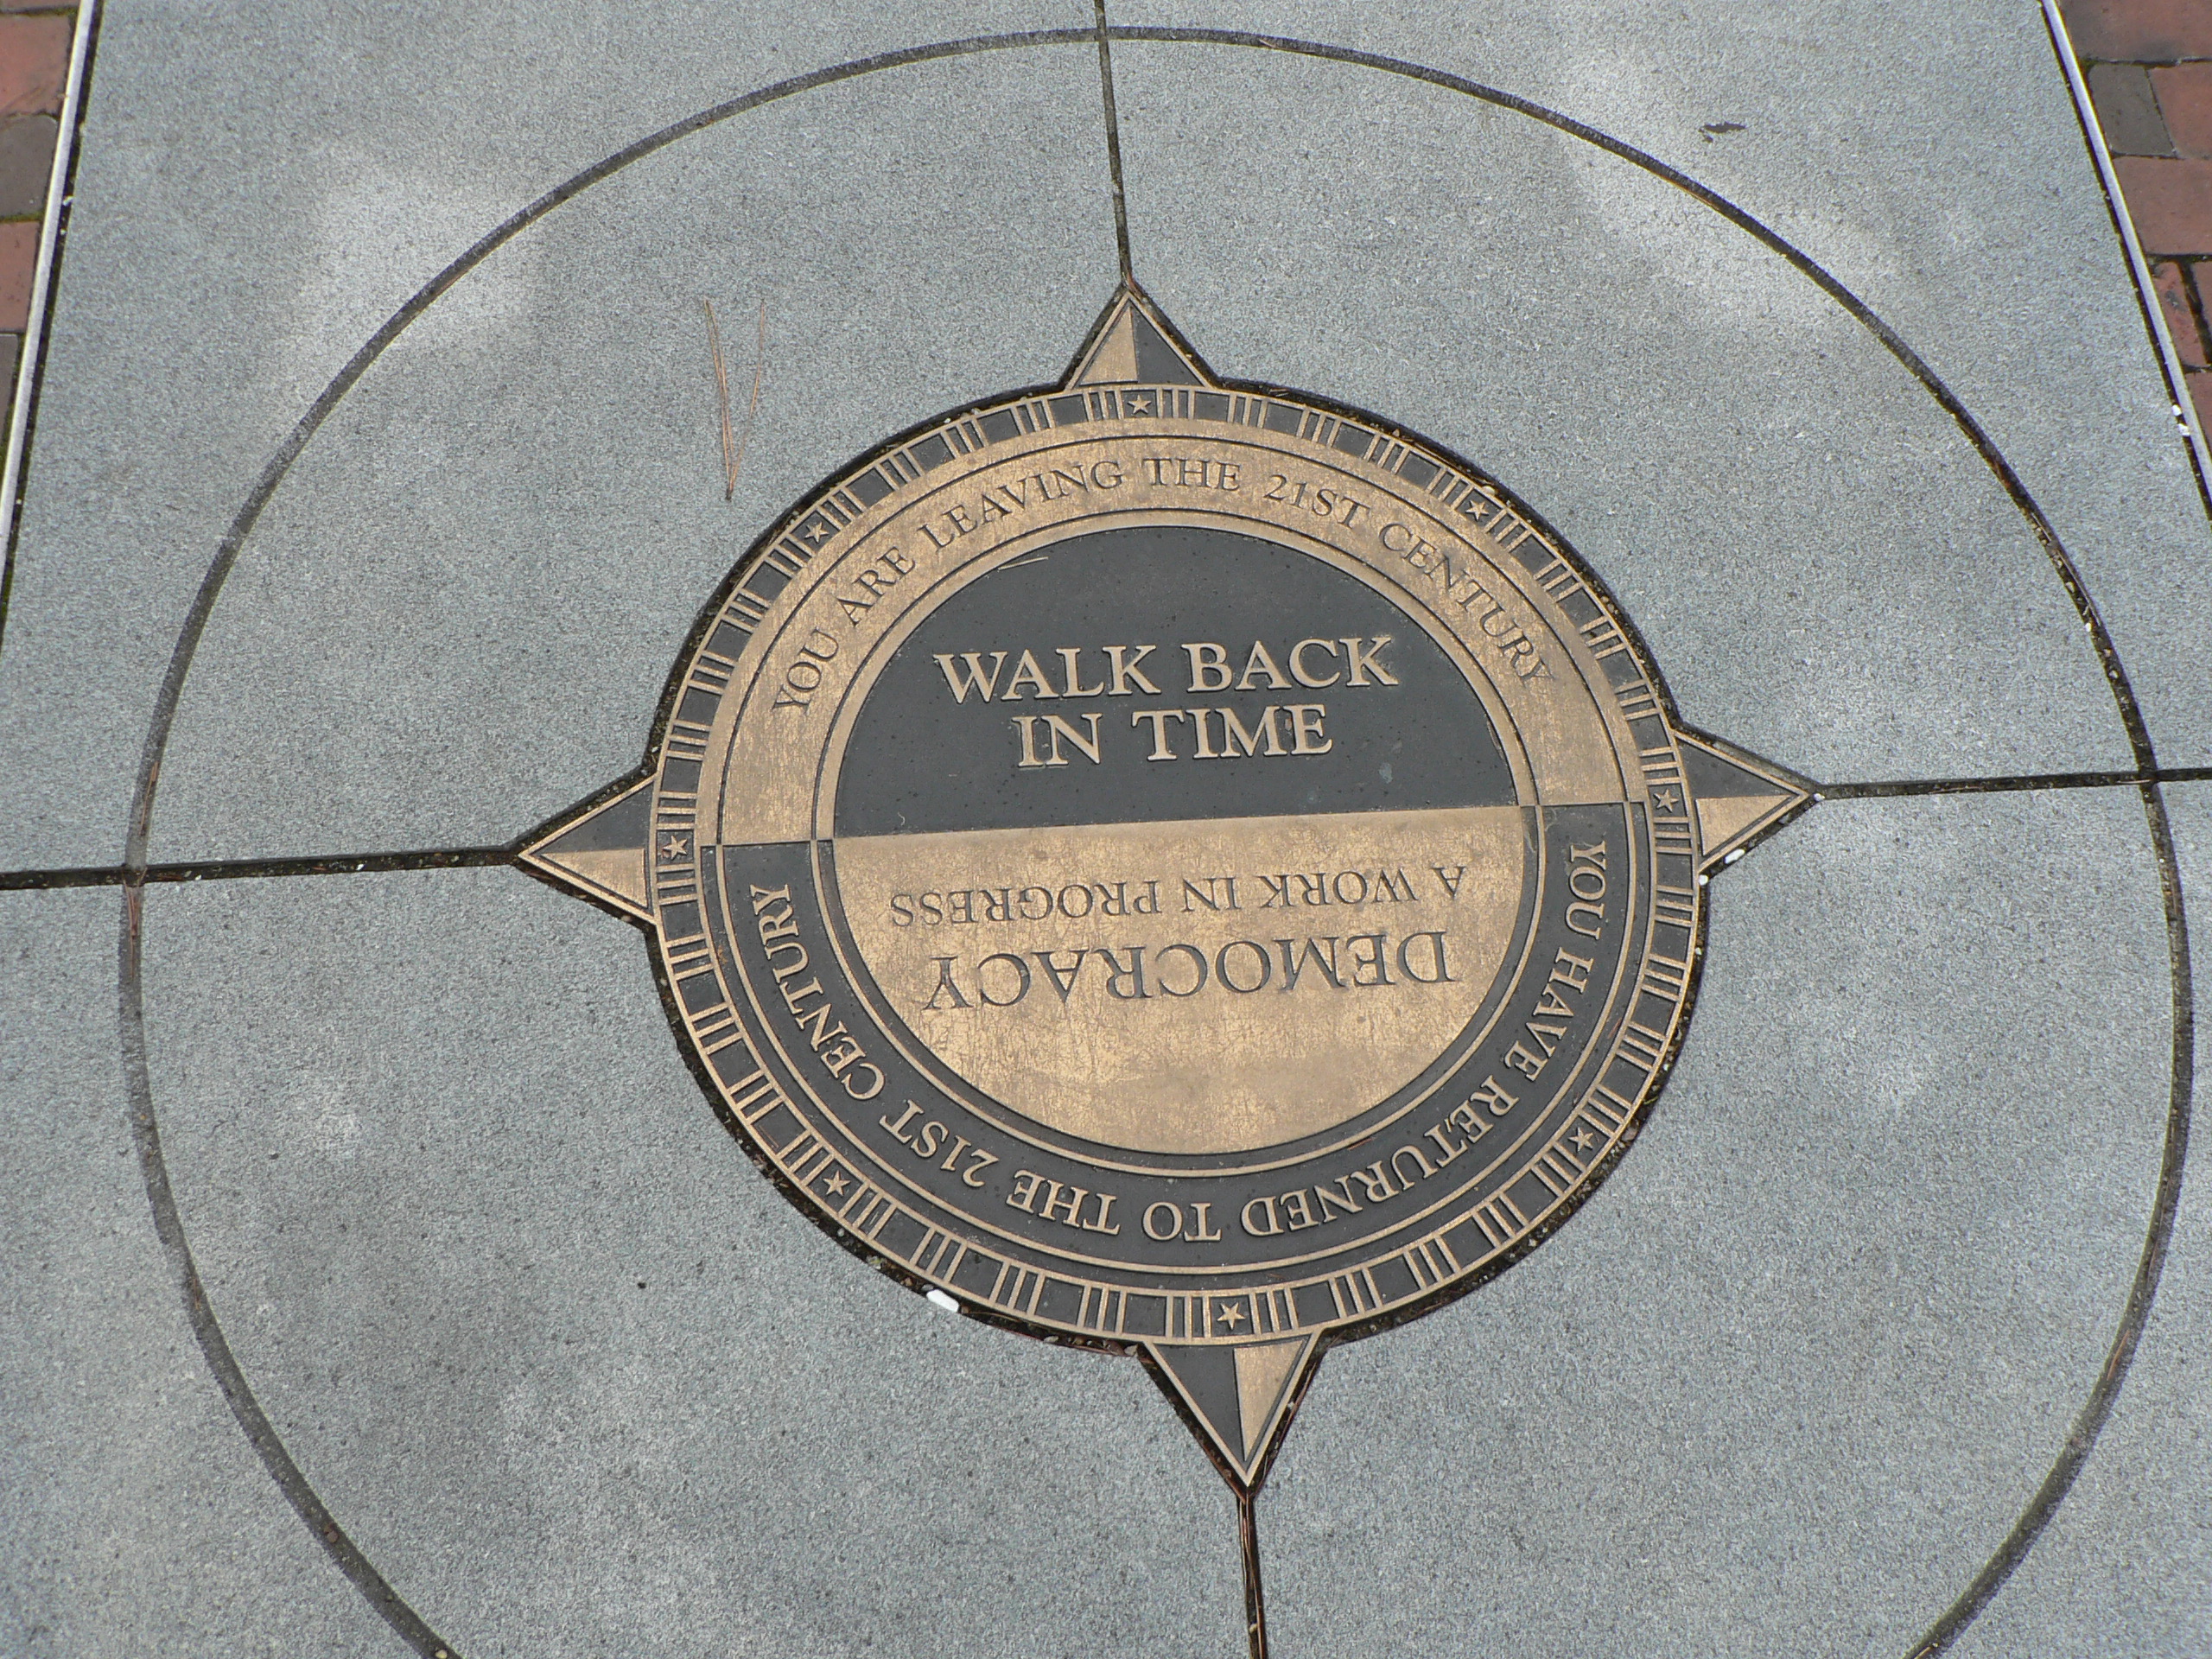 YOU ARE LEAVING THE 21ST CENTURY
WALK BACK
IN TIME
DEMOCRACY
A WORK IN PROGRESS
YOU HAVE RETURNED TO THE 21ST CENTURY